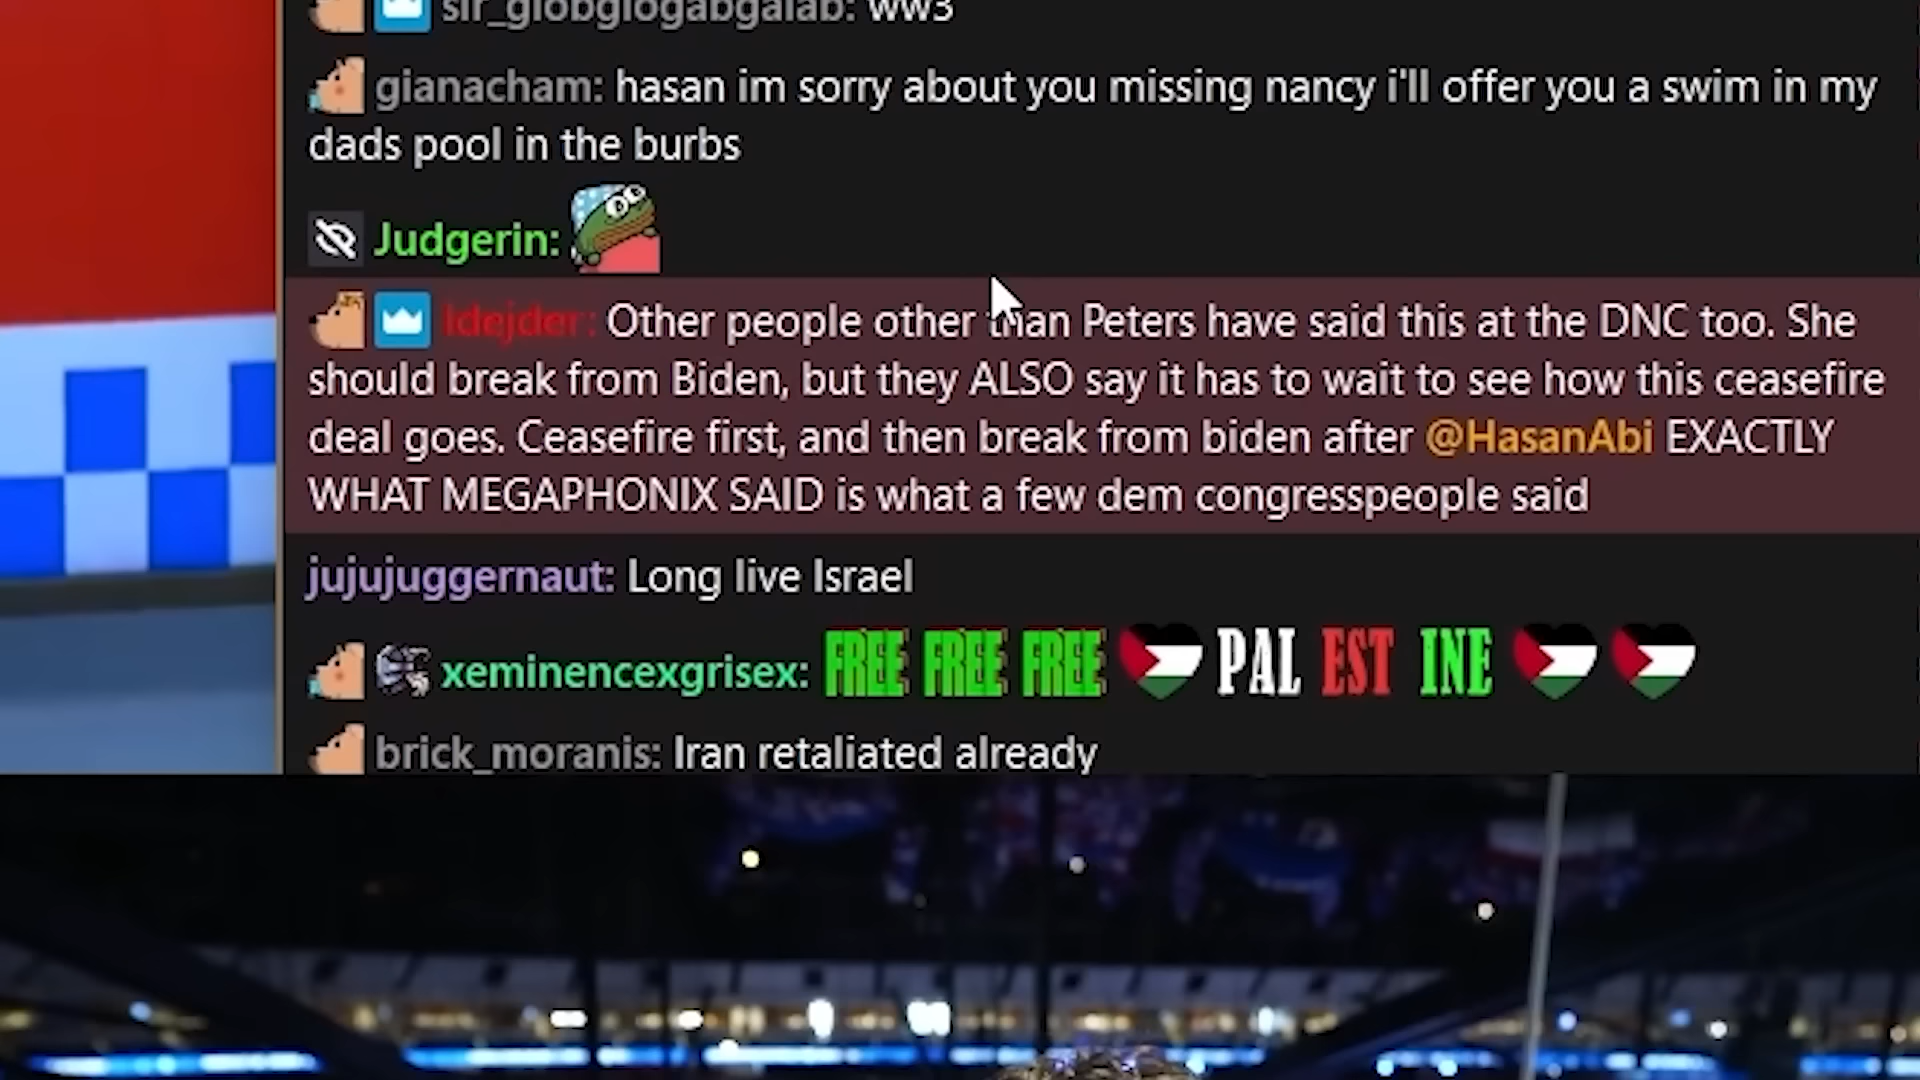 sir_globglogabgalab: ww3
gianacham: hasan im sorry about you missing nancy i'll offer you a swim in my
dads pool in the burbs
Judgerin:
ldejder: Other people other than Peters have said this at the DNC too. She
should break from Biden, but they ALSO say it has to wait to see how this ceasefire
deal goes. Ceasefire first, and then break from biden after @HasanAbi EXACTLY
WHAT MEGAPHONIX SAID is what a few dem congresspeople said
jujujuggernaut: Long live Israel
xeminencexgrisex: FREE FREE FREE PAL EST INE
brick_moranis: Iran retaliated already